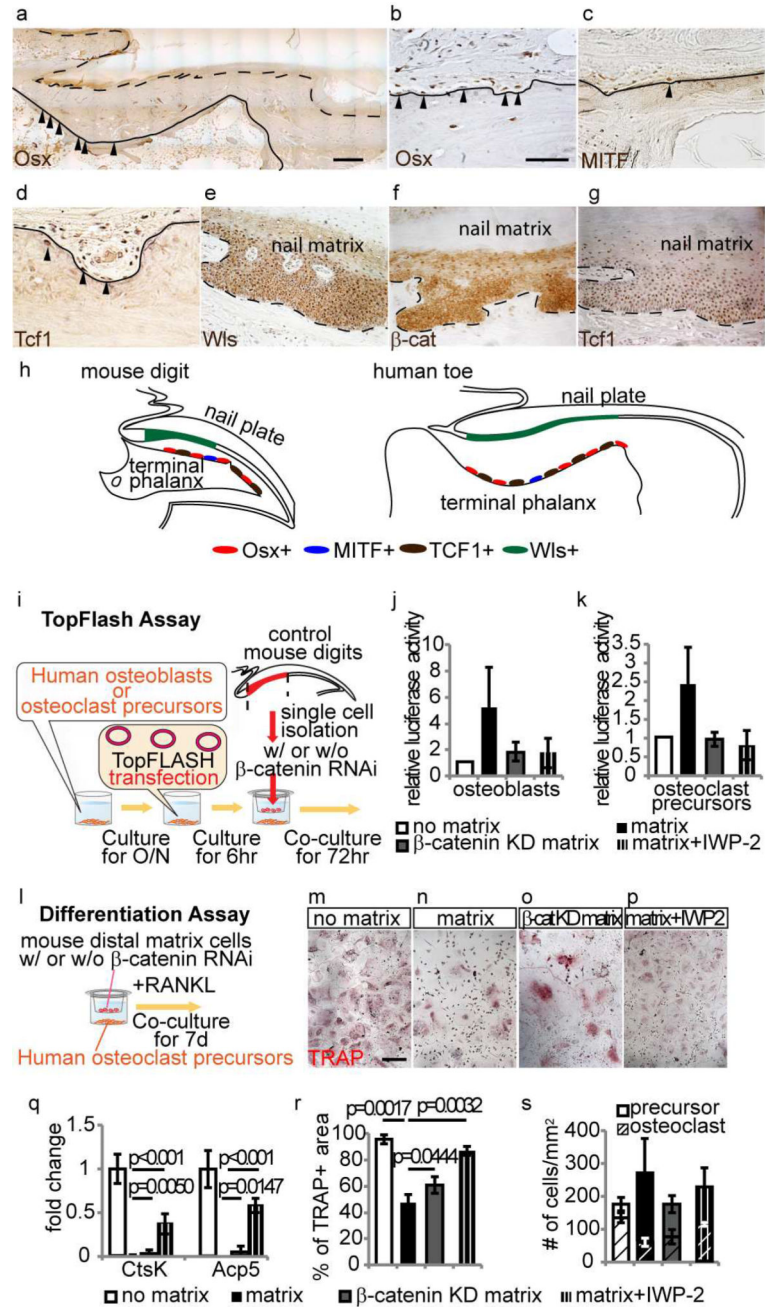 a
b
c
Osx
Osx
MITF
d
e
f
g
nail matrix
nail matrix
nail matrix
Tcf1
Wls
β-cat
Tcf1
h
mouse digit
human toe
nail plate
terminal
phalanx
nail plate
terminal phalanx
Osx+
MITF+
TCF1+
Wls+
i
TopFlash Assay
Human osteoblasts
or
osteoclast precursors
TopFLASH
transfection
control
mouse digits
single cell
isolation
w/ or w/o
β-catenin RNAi
Culture
for O/N
Culture
for 6hr
Co-culture
for 72hr
j
relative luciferase activity
10
8
6
4
2
0
osteoblasts
k
relative luciferase activity
3.5
3
2.5
2
1.5
1
0.5
0
osteoclast
precursors
no matrix
matrix
β-catenin KD matrix
matrix+IWP-2
l
Differentiation Assay
mouse distal matrix cells
w/ or w/o β-catenin RNAi
+RANKL
Co-culture
for 7d
Human osteoclast precursors
m
n
o
p
no matrix
matrix
β-cat KD matrix
matrix+IWP2
TRAP
q
fold change
1.5
1
0.5
0
p<0.001
p=0.0050
p<0.001
p=0.0147
CtsK
Acp5
r
% of TRAP+ area
p=0.0017
p=0.0032
p=0.0444
100
80
60
40
20
0
s
# of cells/mm²
precursor
osteoclast
400
300
200
100
0
no matrix
matrix
β-catenin KD matrix
matrix+IWP-2